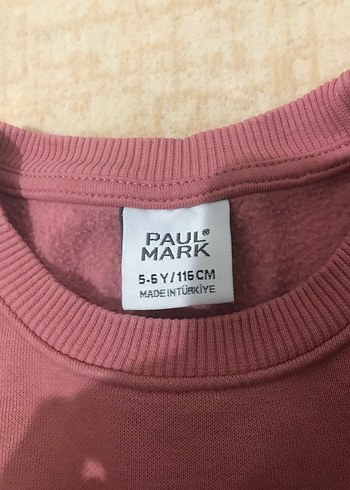 PAUL®
MARK
5-6 Y/116 CM
MADE IN TÜRKİYE